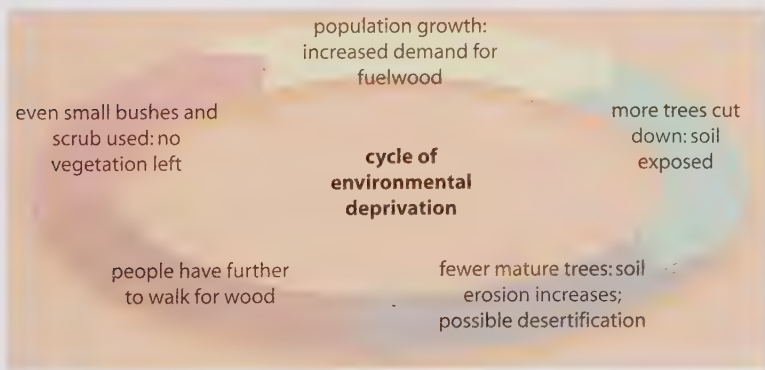 population growth:
increased demand for
fuelwood
more trees cut
down: soil
exposed
fewer mature trees: soil
erosion increases;
possible desertification
people have further
to walk for wood
even small bushes and
scrub used: no
vegetation left
cycle of
environmental
deprivation